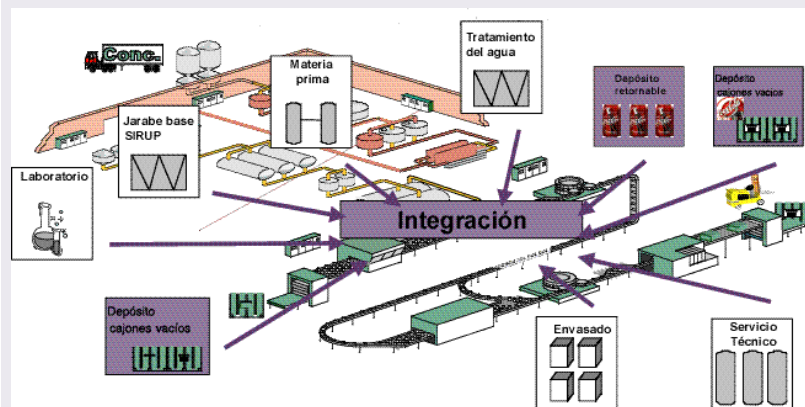 Conc.
Tratamiento
del agua
Materia
prima
Depósito
retornable
Depósito
cajones vacíos
Jarabe base
SIRUP
Laboratorio
Integración
Depósito
cajones vacíos
Envasado
Servicio
Técnico